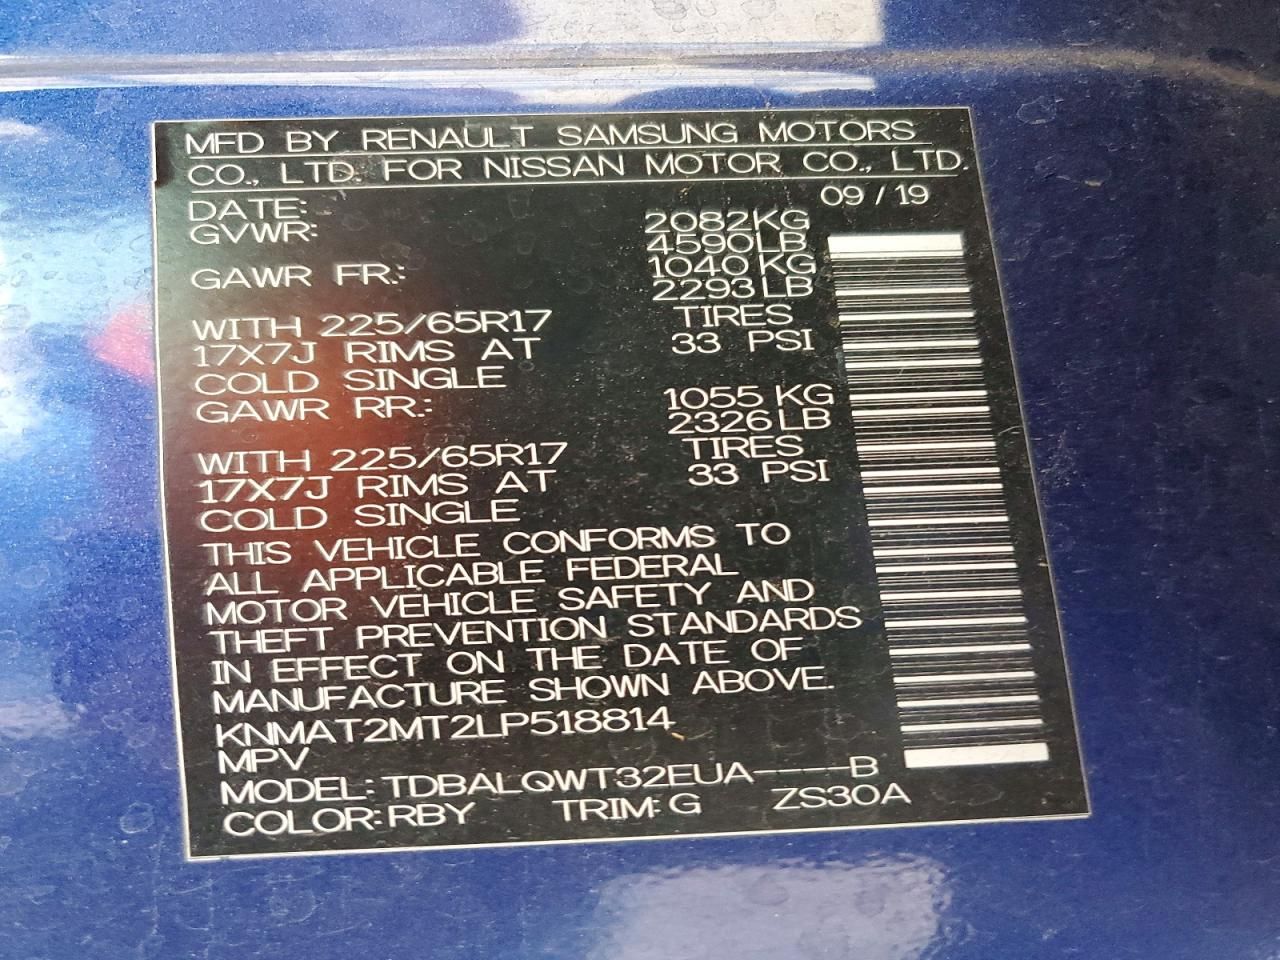 MFD BY RENAULT SAMSUNG MOTORS
CO., LTD. FOR NISSAN MOTOR CO., LTD.
DATE: 09 / 19
GVWR: 2082KG
4590LB
GAWR FR.: 1040 KG
2293LB
WITH 225/65R17 TIRES
17X7J RIMS AT 33 PSI
COLD SINGLE
GAWR RR.: 1055 KG
2326LB
WITH 225/65R17 TIRES
17X7J RIMS AT 33 PSI
COLD SINGLE
THIS VEHICLE CONFORMS TO
ALL APPLICABLE FEDERAL
MOTOR VEHICLE SAFETY AND
THEFT PREVENTION STANDARDS
IN EFFECT ON THE DATE OF
MANUFACTURE SHOWN ABOVE.
KNMAT2MT2LP518814
MPV
MODEL: TDBALQWT32EUA----B
COLOR: RBY TRIM: G ZS30A